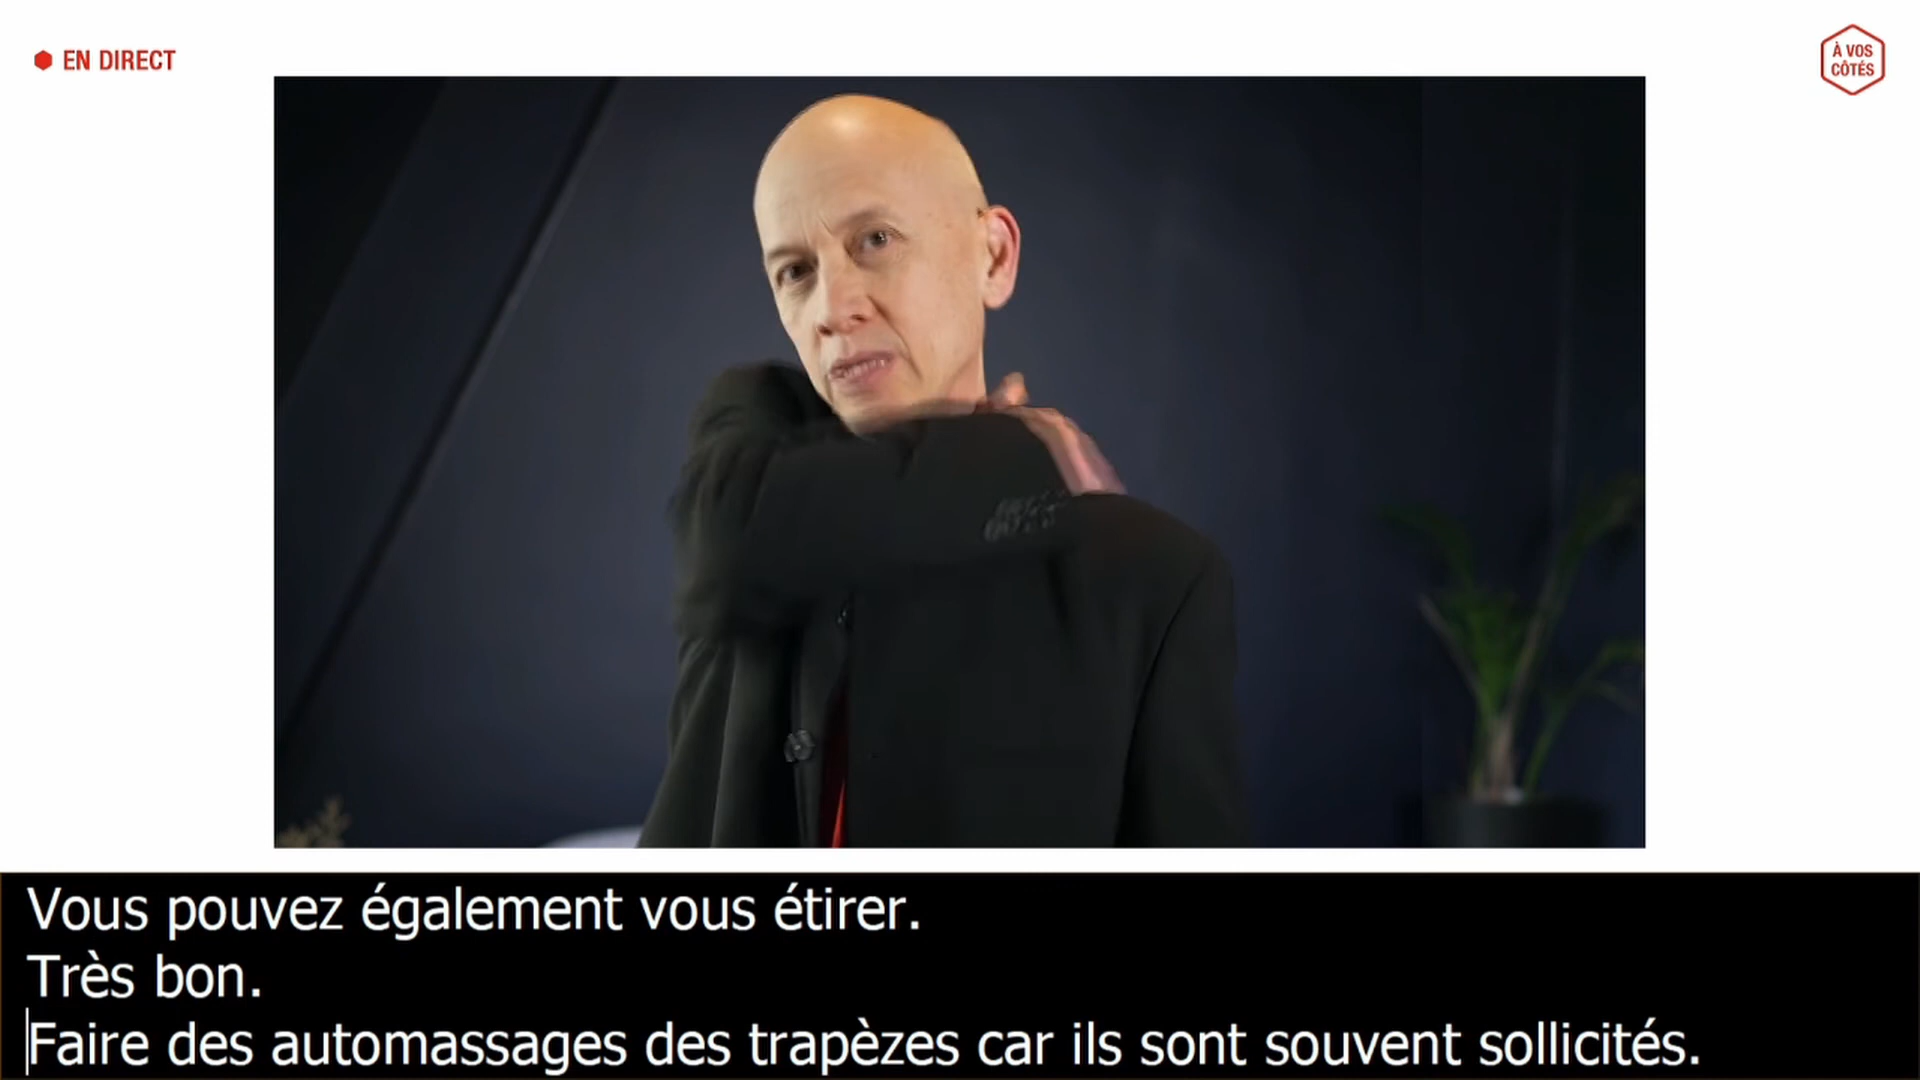 EN DIRECT
À VOS
CÔTÉS
Vous pouvez également vous étirer.
Très bon.
Faire des automassages des trapèzes car ils sont souvent sollicités.